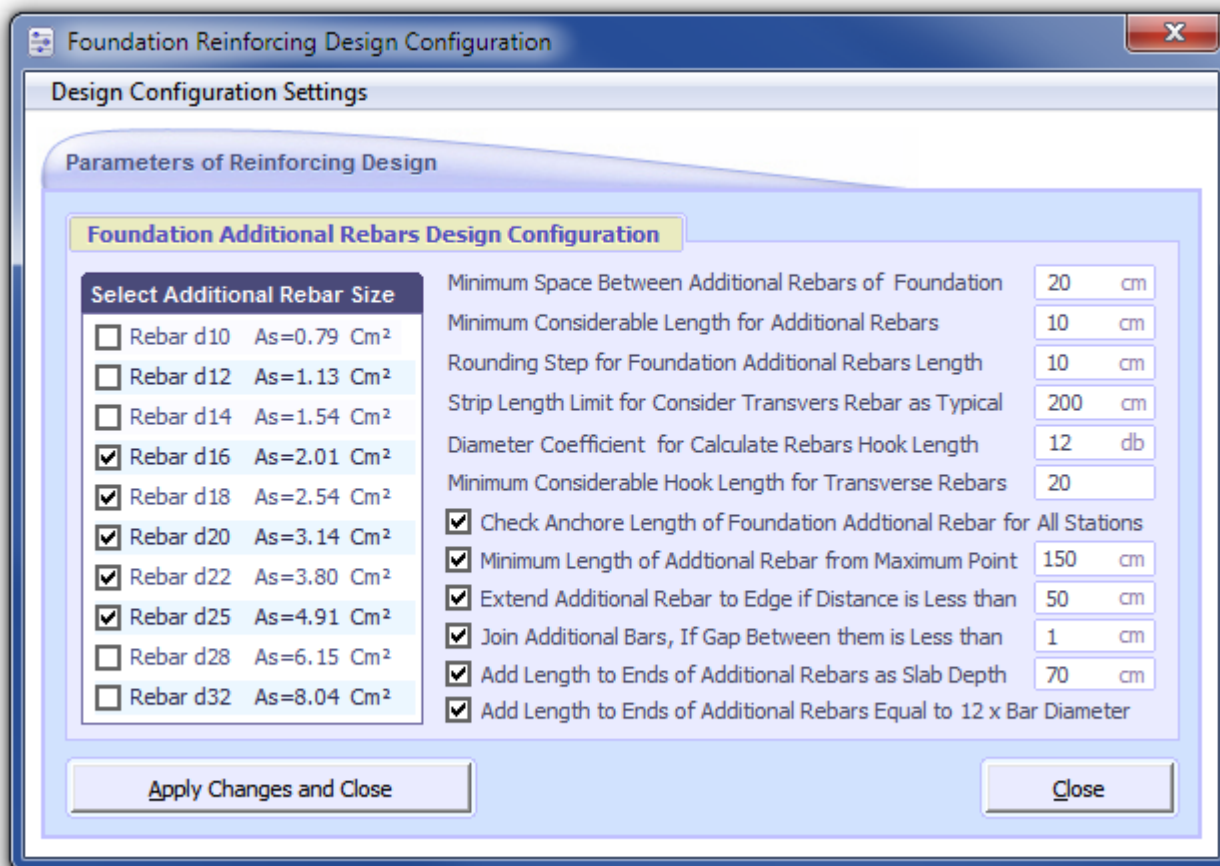 Foundation Reinforcing Design Configuration
Design Configuration Settings
Parameters of Reinforcing Design
Foundation Additional Rebars Design Configuration
Select Additional Rebar Size
Rebar d10 As=0.79 Cm²
Rebar d12 As=1.13 Cm²
Rebar d14 As=1.54 Cm²
Rebar d16 As=2.01 Cm²
Rebar d18 As=2.54 Cm²
Rebar d20 As=3.14 Cm²
Rebar d22 As=3.80 Cm²
Rebar d25 As=4.91 Cm²
Rebar d28 As=6.15 Cm²
Rebar d32 As=8.04 Cm²
Minimum Space Between Additional Rebars of Foundation 20 cm
Minimum Considerable Length for Additional Rebars 10 cm
Rounding Step for Foundation Additional Rebars Length 10 cm
Strip Length Limit for Consider Transvers Rebar as Typical 200 cm
Diameter Coefficient for Calculate Rebars Hook Length 12 db
Minimum Considerable Hook Length for Transverse Rebars 20
Check Anchore Length of Foundation Addtional Rebar for All Stations
Minimum Length of Addtional Rebar from Maximum Point 150 cm
Extend Additional Rebar to Edge if Distance is Less than 50 cm
Join Additional Bars, If Gap Between them is Less than 1 cm
Add Length to Ends of Additional Rebars as Slab Depth 70 cm
Add Length to Ends of Additional Rebars Equal to 12 x Bar Diameter
Apply Changes and Close
Close